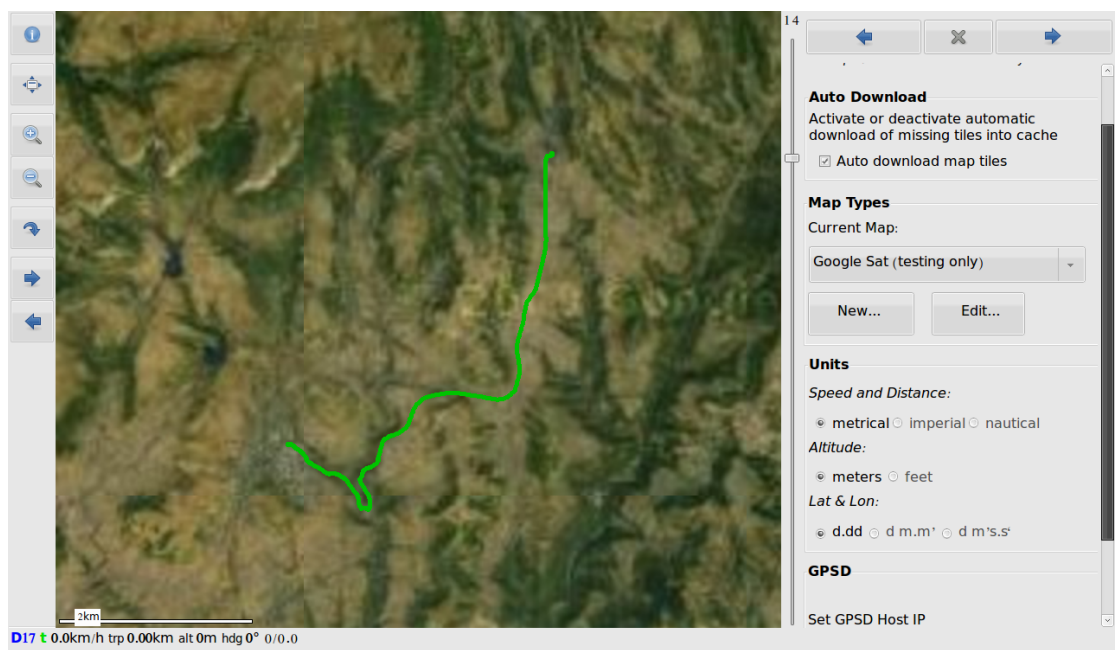 14
Auto Download
Activate or deactivate automatic
download of missing tiles into cache
Auto download map tiles
Map Types
Current Map:
Google Sat (testing only)
New... Edit...
Units
Speed and Distance:
metrical imperial nautical
Altitude:
meters feet
Lat & Lon:
d.dd d m.m' d m's.s'
GPSD
Set GPSD Host IP
2km
D17 t 0.0km/h trp 0.00km alt 0m hdg 0° 0/0.0